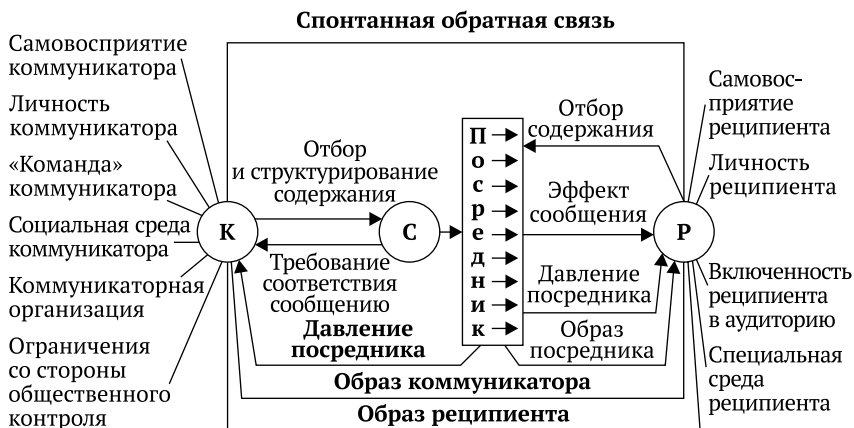 Спонтанная обратная связь
Самовосприятие
коммуникатора
Личность
коммуникатора
«Команда»
коммуникатора
Социальная среда
коммуникатора
Коммуникаторная
организация
Ограничения
со стороны
общественного
контроля
К
Отбор
и структурирование
содержания
Требование
соответствия
сообщению
Давление
посредника
С
Посредник
Отбор
содержания
Эффект
сообщения
Давление
посредника
Образ
посредника
Р
Самовос-
приятие
реципиента
Личность
реципиента
Включенность
реципиента
в аудиторию
Специальная
среда
реципиента
Образ коммуникатора
Образ реципиента